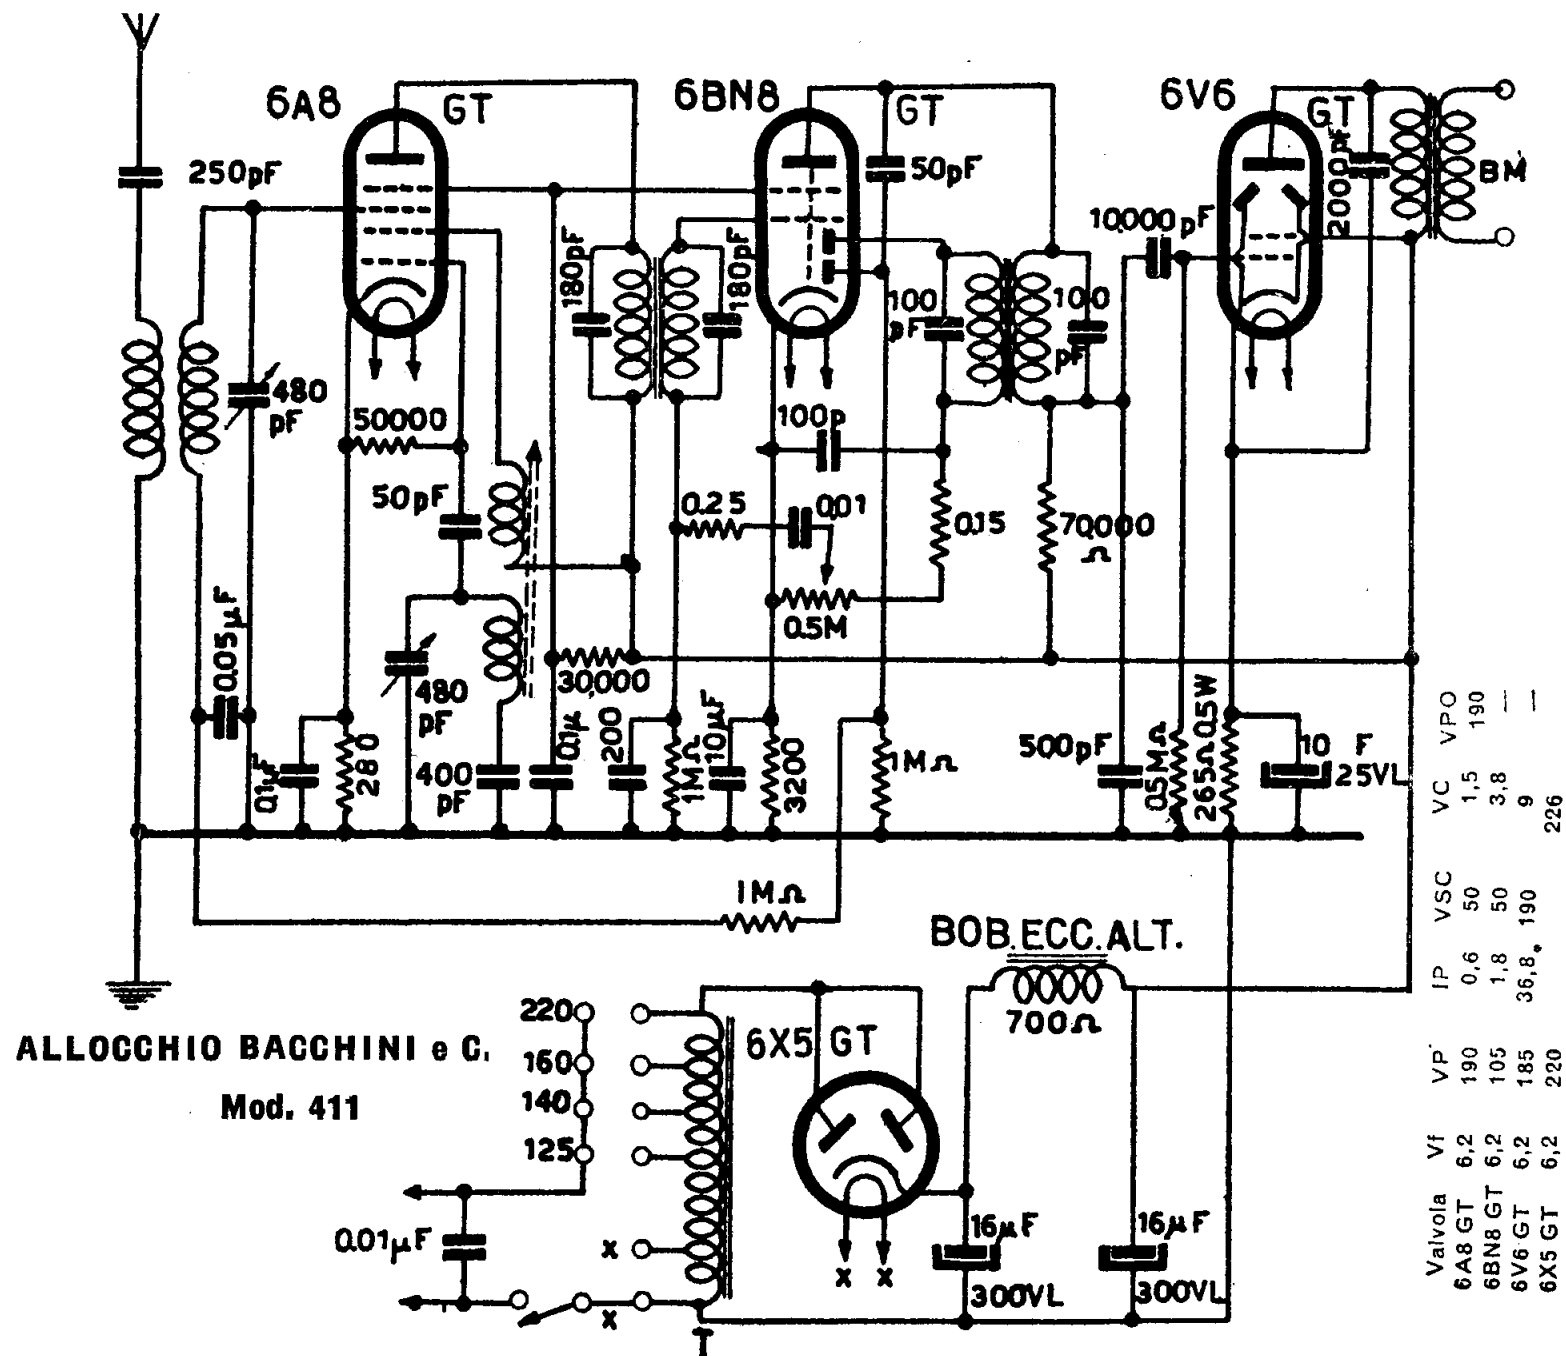 6A8 GT
6BN8 GT
6V6 GT
250pF
50pF
2000pF
BM
10,000 pF
180pF
180pF
100 pF
100 pF
480 pF
50000
100p
50pF
0.25
0,01
0.15
70,000 Ω
0.5M
0.05µF
480 pF
30,000
0.1µF
280
400 pF
0.1µ
200
1MΩ
10µF
3200
1MΩ
500pF
0.5MΩ
265Ω 0.5W
10 F
25VL
1MΩ
BOB.ECC.ALT.
700Ω
ALLOCCHIO BACCHINI e C.
Mod. 411
220
160
140
125
6X5 GT
0.01µF
x
x
x x
16µF
300VL
16µF
300VL
T
Valvola Vf VP IP VSC VC VPO
6A8 GT 6,2 190 0,6 50 1,5 190
6BN8 GT 6,2 105 1,8 50 3,8 —
6V6 GT 6,2 185 36,8 190 9 —
6X5 GT 6,2 220 226